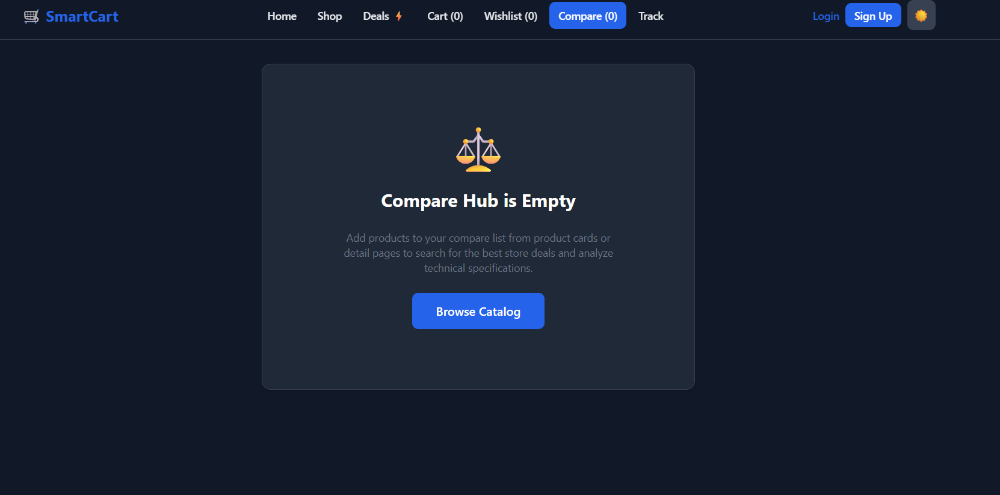 SmartCart
Home
Shop
Deals
Cart (0)
Wishlist (0)
Compare (0)
Track
Login
Sign Up
Compare Hub is Empty
Add products to your compare list from product cards or
detail pages to search for the best store deals and analyze
technical specifications.
Browse Catalog